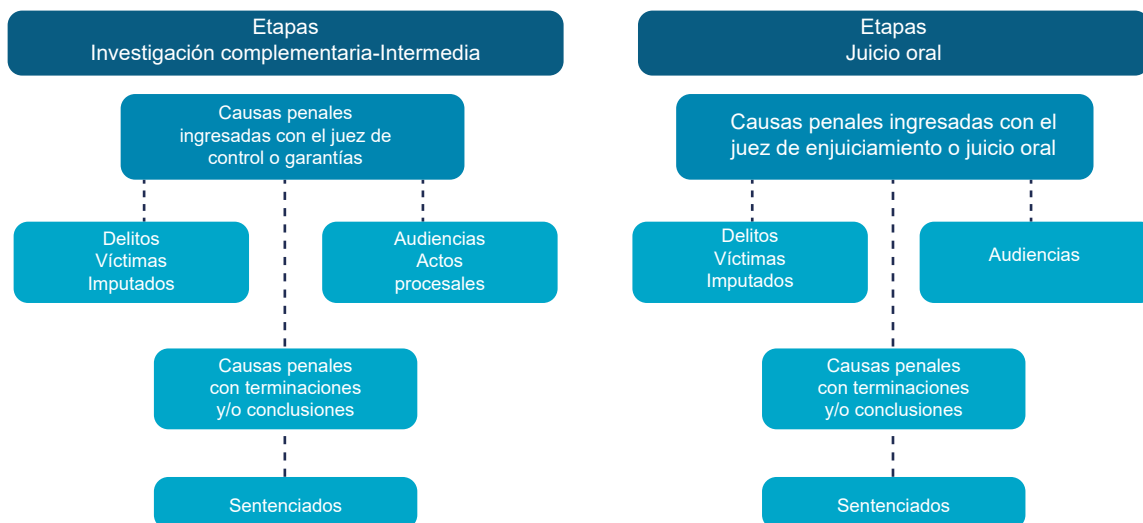 Etapas
Investigación complementaria-Intermedia
Causas penales
ingresadas con el juez de
control o garantías
Delitos
Víctimas
Imputados
Audiencias
Actos
procesales
Causas penales
con terminaciones
y/o conclusiones
Sentenciados
Etapas
Juicio oral
Causas penales ingresadas con el
juez de enjuiciamiento o juicio oral
Delitos
Víctimas
Imputados
Audiencias
Causas penales
con terminaciones
y/o conclusiones
Sentenciados